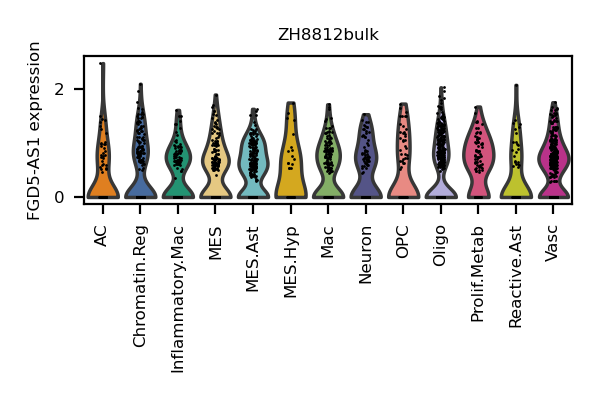 ZH8812bulk
FGD5-AS1 expression
2
0
AC
Chromatin.Reg
Inflammatory.Mac
MES
MES.Ast
MES.Hyp
Mac
Neuron
OPC
Oligo
Prolif.Metab
Reactive.Ast
Vasc